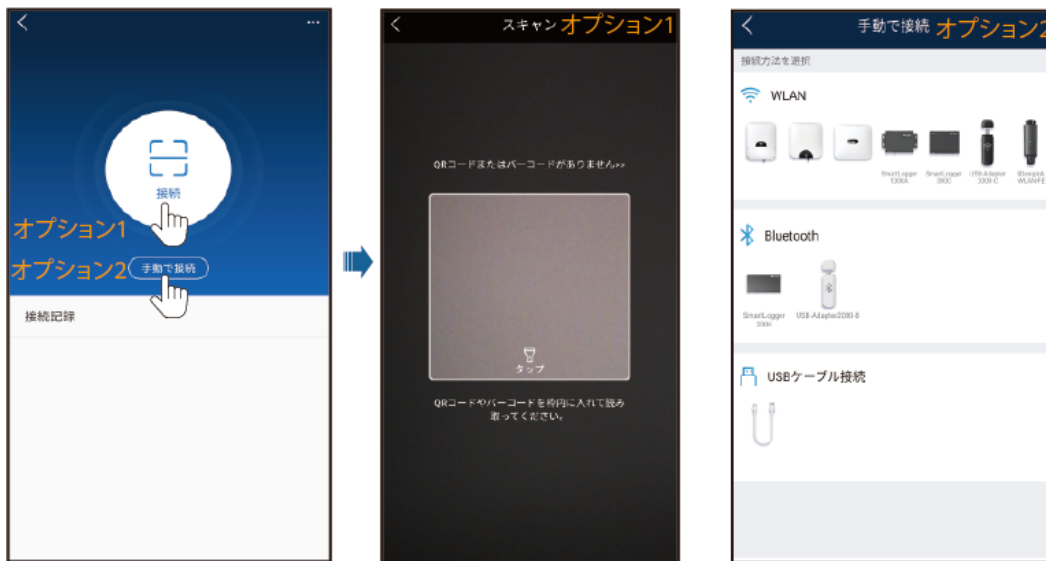 接続
オプション1
オプション2
手動で接続
接続記録
スキャン
オプション1
QRコードまたはバーコードがありません>>
タップ
QRコードやバーコードを枠内に入れて読み
取ってください。
手動で接続
オプション2
接続方法を選択
WLAN
SmartLogger
SmartLogger
USB-Adapter
Bluetooth
SmartLogger
USB-Adapter2000-B
USBケーブル接続